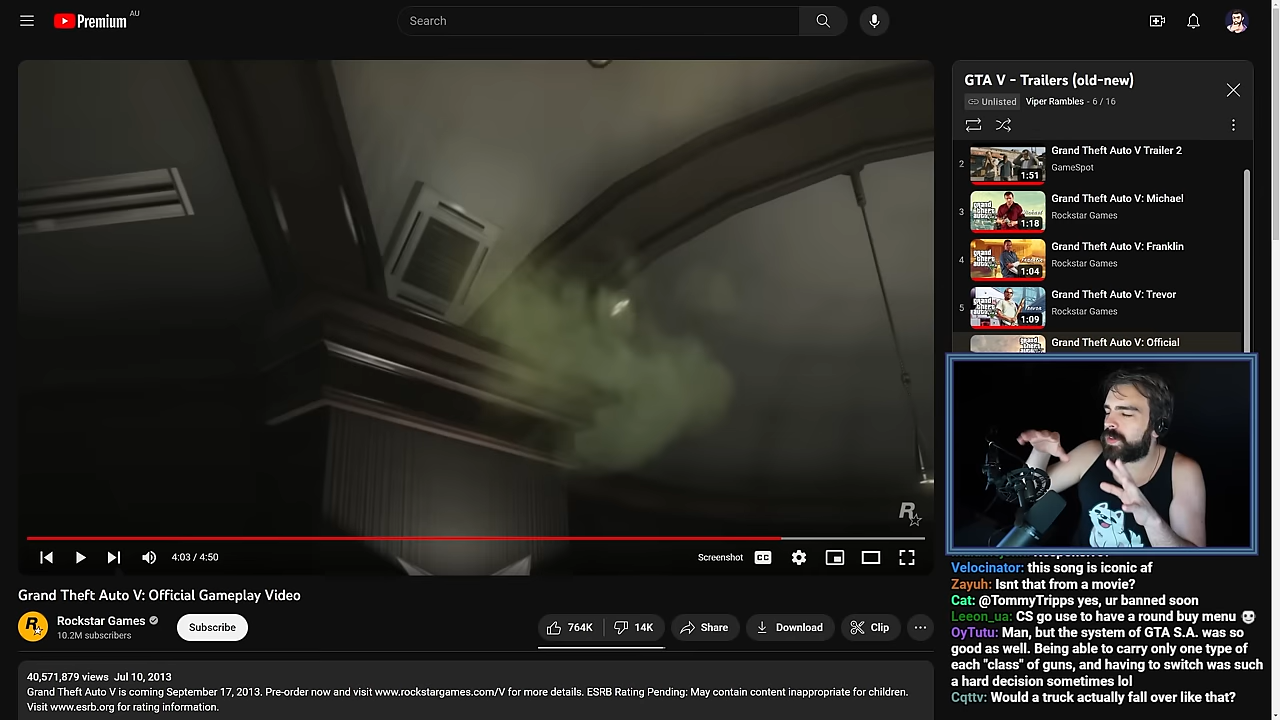 Premium AU
Search
GTA V - Trailers (old-new)
Unlisted Viper Rambles - 6 / 16
2
Grand Theft Auto V Trailer 2
GameSpot
1:51
3
Grand Theft Auto V: Michael
Rockstar Games
1:18
4
Grand Theft Auto V: Franklin
Rockstar Games
1:04
5
Grand Theft Auto V: Trevor
Rockstar Games
1:09
Grand Theft Auto V: Official
4:03 / 4:50
Screenshot
CC
Grand Theft Auto V: Official Gameplay Video
Rockstar Games
10.2M subscribers
Subscribe
764K
14K
Share
Download
Clip
40,571,879 views Jul 10, 2013
Grand Theft Auto V is coming September 17, 2013. Pre-order now and visit www.rockstargames.com/V for more details. ESRB Rating Pending: May contain content inappropriate for children.
Visit www.esrb.org for rating information.
Velocinator: this song is iconic af
Zayuh: Isnt that from a movie?
Cat: @TommyTripps yes, ur banned soon
Leeon_ua: CS go use to have a round buy menu
OyTutu: Man, but the system of GTA S.A. was so
good as well. Being able to carry only one type of
each "class" of guns, and having to switch was such
a hard decision sometimes lol
Cqttv: Would a truck actually fall over like that?